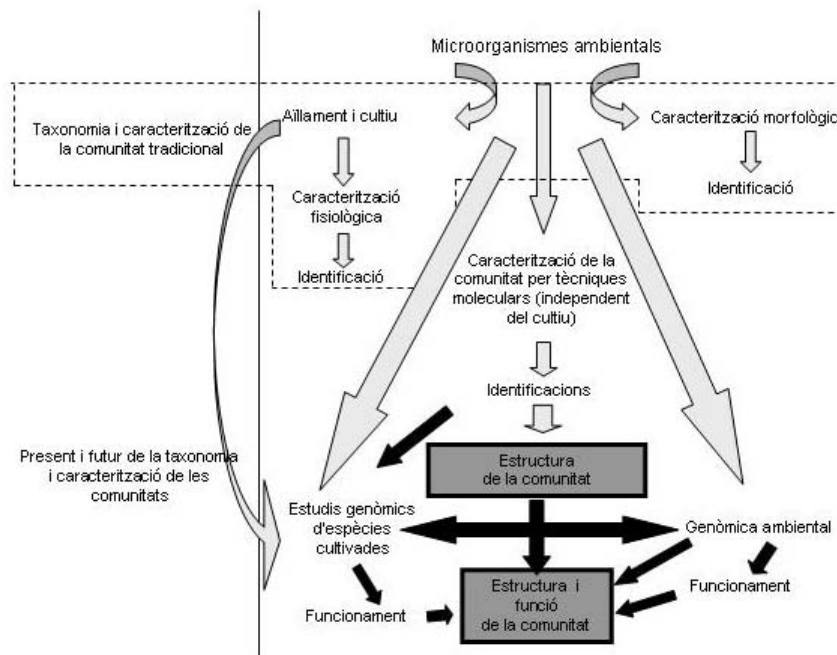 Microorganismes ambientals
Taxonomia i caracterització de
la comunitat tradicional
Aïllament i cultiu
Caracterització
fisiològica
Identificació
Caracterització morfològic
Identificació
Caracterització de la
comunitat per tècniques
moleculars (independent
del cultiu)
Identificacions
Present i futur de la taxonomia
i caracterització de les
comunitats
Estructura
de la comunitat
Estudis genòmics
d'espècies
cultivades
Genòmica ambiental
Funcionament
Estructura i
funció
de la comunitat
Funcionament